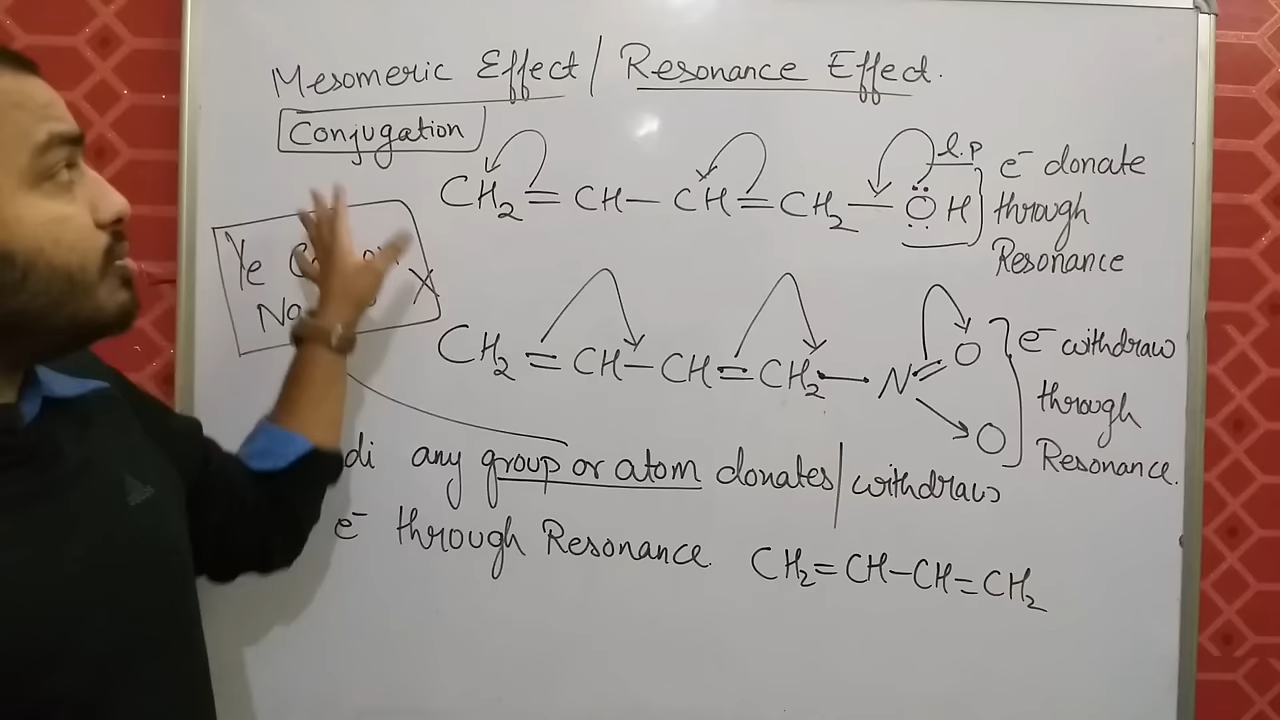 Mesomeric Effect / Resonance Effect.
Conjugation
CH₂=CH–CH=CH₂–ÖH
l.p
e⁻ donate
through
Resonance
Ye
X
CH₂=CH–CH=CH₂–N=O
O
e⁻ withdraw
through
Resonance.
di any group or atom donates/withdraws
e⁻ through Resonance.
CH₂=CH–CH=CH₂